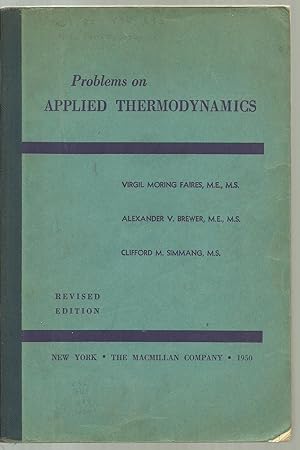 Problems on
APPLIED THERMODYNAMICS
VIRGIL MORING FAIRES, M.E., M.S.
ALEXANDER V. BREWER, M.E., M.S.
CLIFFORD M. SIMMANG, M.S.
REVISED
EDITION
NEW YORK • THE MACMILLAN COMPANY • 1950